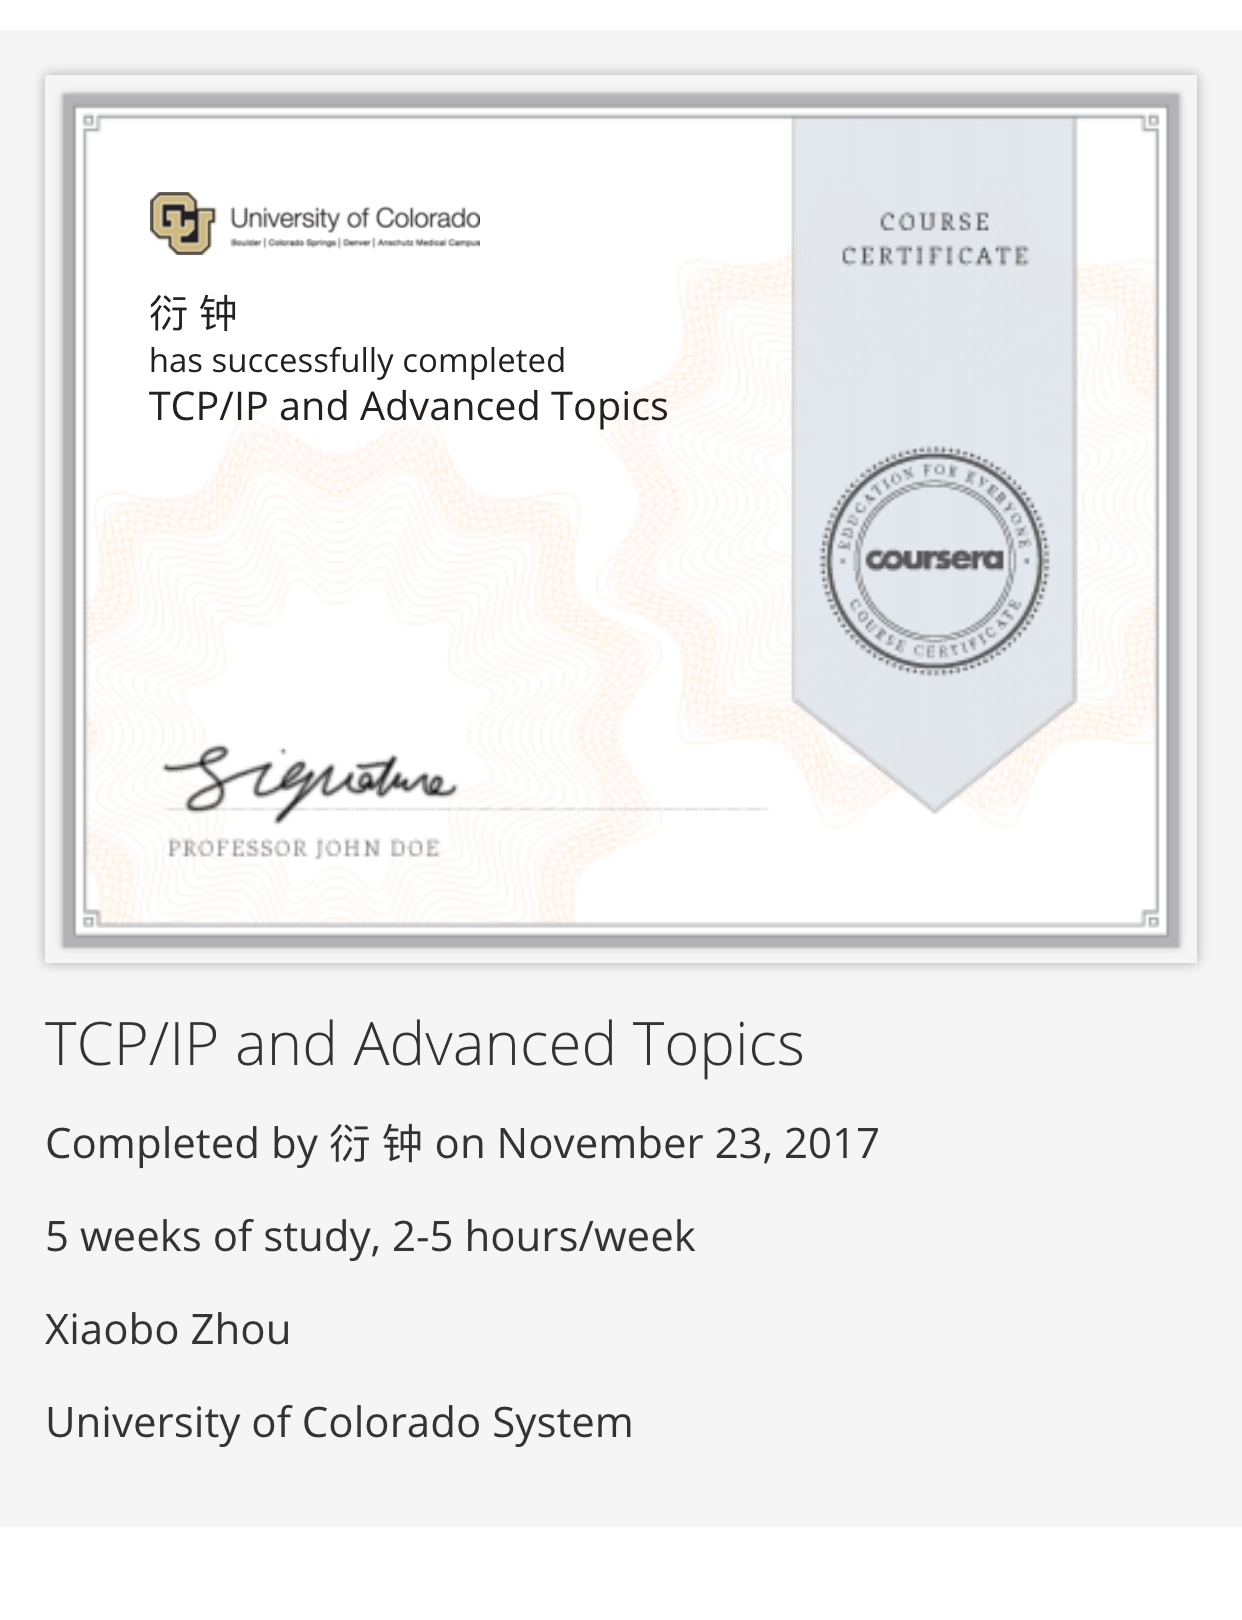 University of Colorado
Boulder | Colorado Springs | Denver | Anschutz Medical Campus
衍 钟
has successfully completed
TCP/IP and Advanced Topics
COURSE
CERTIFICATE
EDUCATION FOR EVERYONE
coursera
COURSE CERTIFICATE
Signature
PROFESSOR JOHN DOE
TCP/IP and Advanced Topics
Completed by 衍 钟 on November 23, 2017
5 weeks of study, 2-5 hours/week
Xiaobo Zhou
University of Colorado System